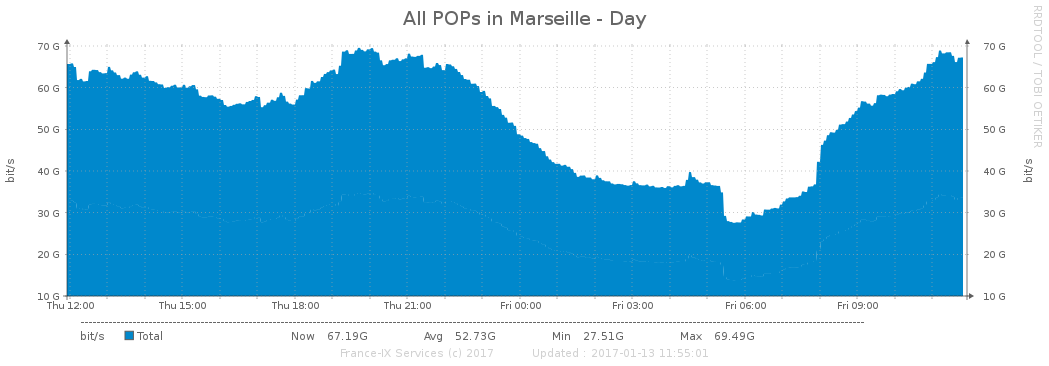 All POPs in Marseille - Day
RRDTOOL / TOBI OETIKER
bit/s
70 G 70 G
60 G 60 G
50 G 50 G
40 G 40 G
30 G 30 G
20 G 20 G
10 G 10 G
bit/s
Thu 12:00 Thu 15:00 Thu 18:00 Thu 21:00 Fri 00:00 Fri 03:00 Fri 06:00 Fri 09:00
bit/s Total Now 67.19G Avg 52.73G Min 27.51G Max 69.49G
France-IX Services (c) 2017 Updated : 2017-01-13 11:55:01